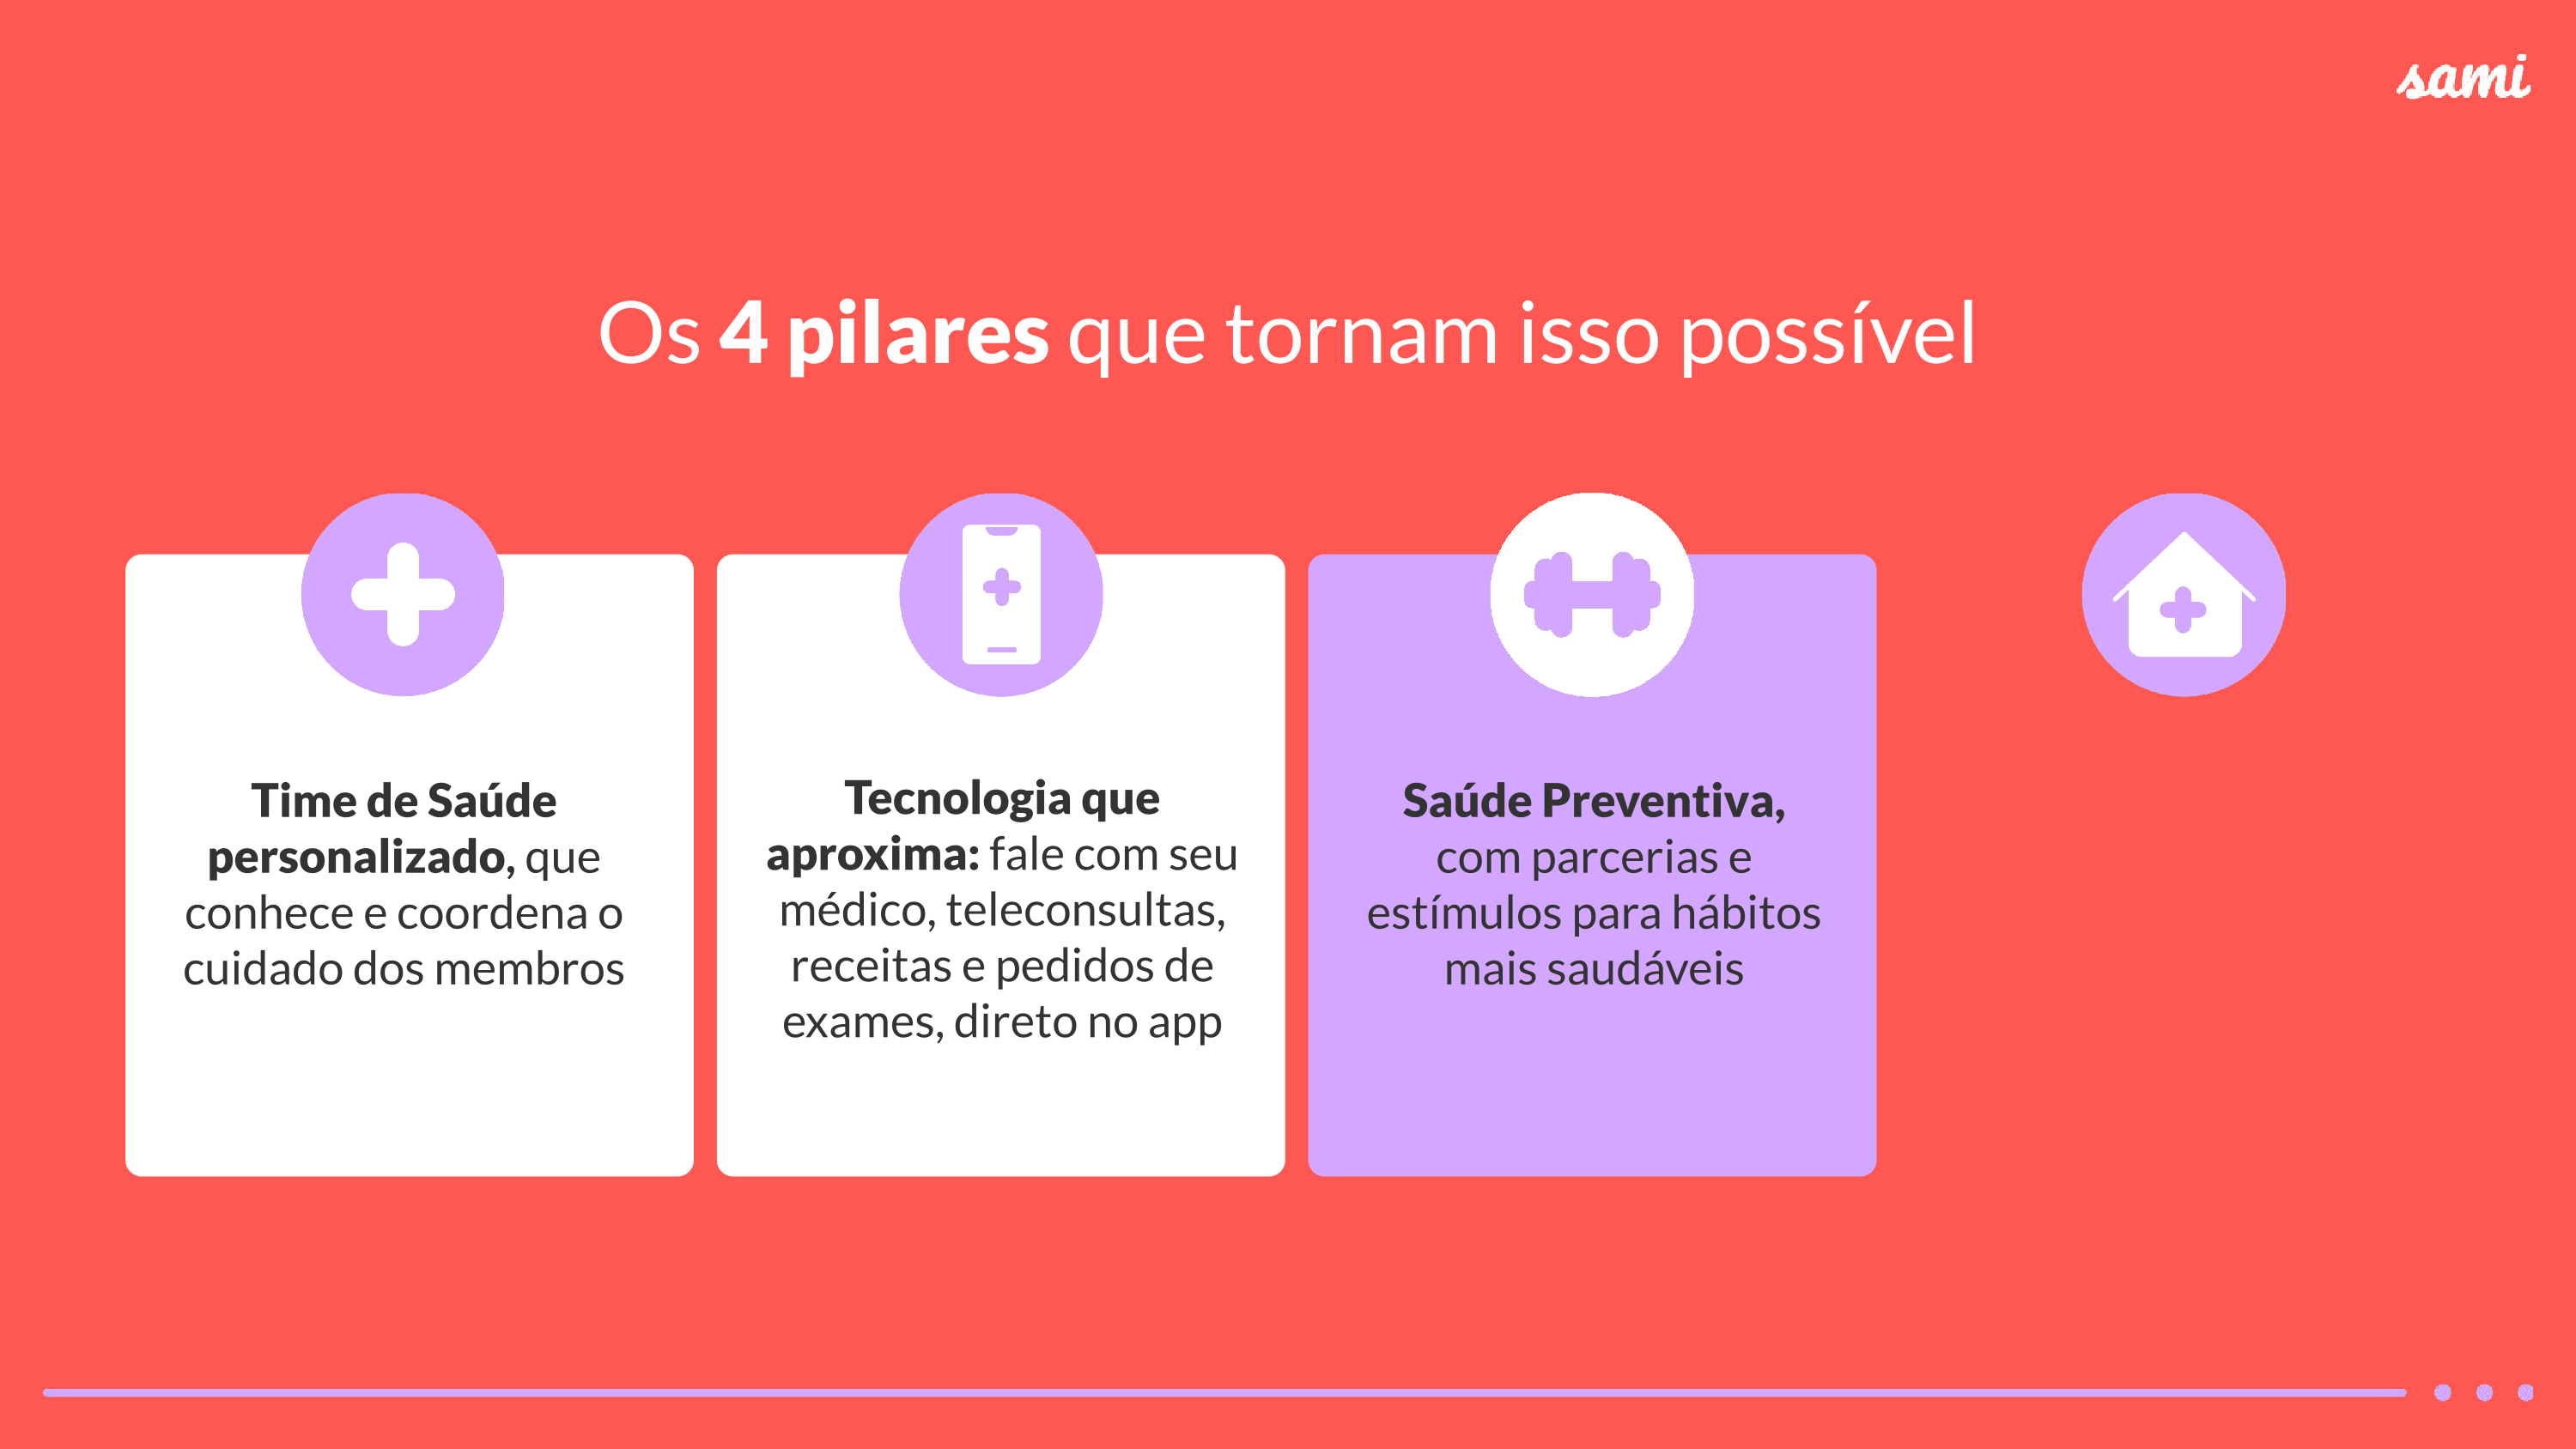 sami
Os 4 pilares que tornam isso possível
Time de Saúde
personalizado, que
conhece e coordena o
cuidado dos membros
Tecnologia que
aproxima: fale com seu
médico, teleconsultas,
receitas e pedidos de
exames, direto no app
Saúde Preventiva,
com parcerias e
estímulos para hábitos
mais saudáveis